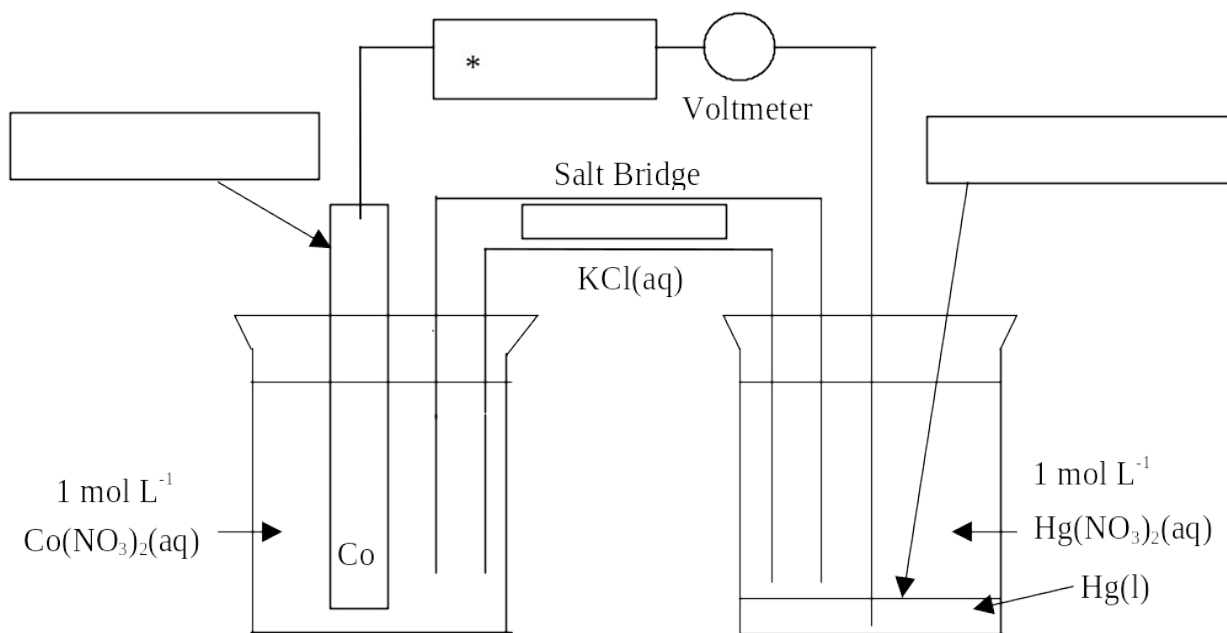 *
Voltmeter
Salt Bridge
KCl(aq)
1 mol L⁻¹
Co(NO₃)₂(aq)
Co
1 mol L⁻¹
Hg(NO₃)₂(aq)
Hg(l)